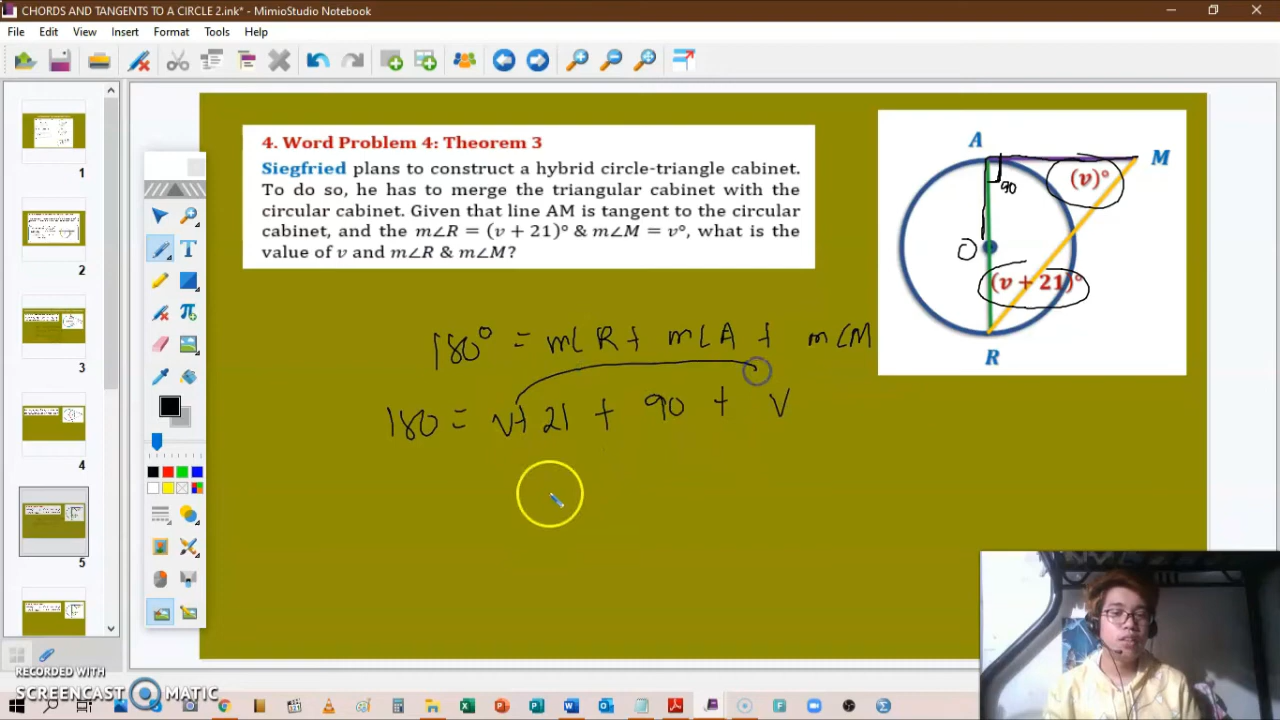 CHORDS AND TANGENTS TO A CIRCLE 2.ink* - MimioStudio Notebook
File Edit View Insert Format Tools Help
1
2
3
4
5
4. Word Problem 4: Theorem 3
Siegfried plans to construct a hybrid circle-triangle cabinet.
To do so, he has to merge the triangular cabinet with the
circular cabinet. Given that line AM is tangent to the circular
cabinet, and the m∠R = (v + 21)° & m∠M = v°, what is the
value of v and m∠R & m∠M?
A
M
(v)°
90
O
(v + 21)°
R
180° = m∠R + m∠A + m∠M
180 = v + 21 + 90 + v
RECORDED WITH
SCREENCAST MATIC